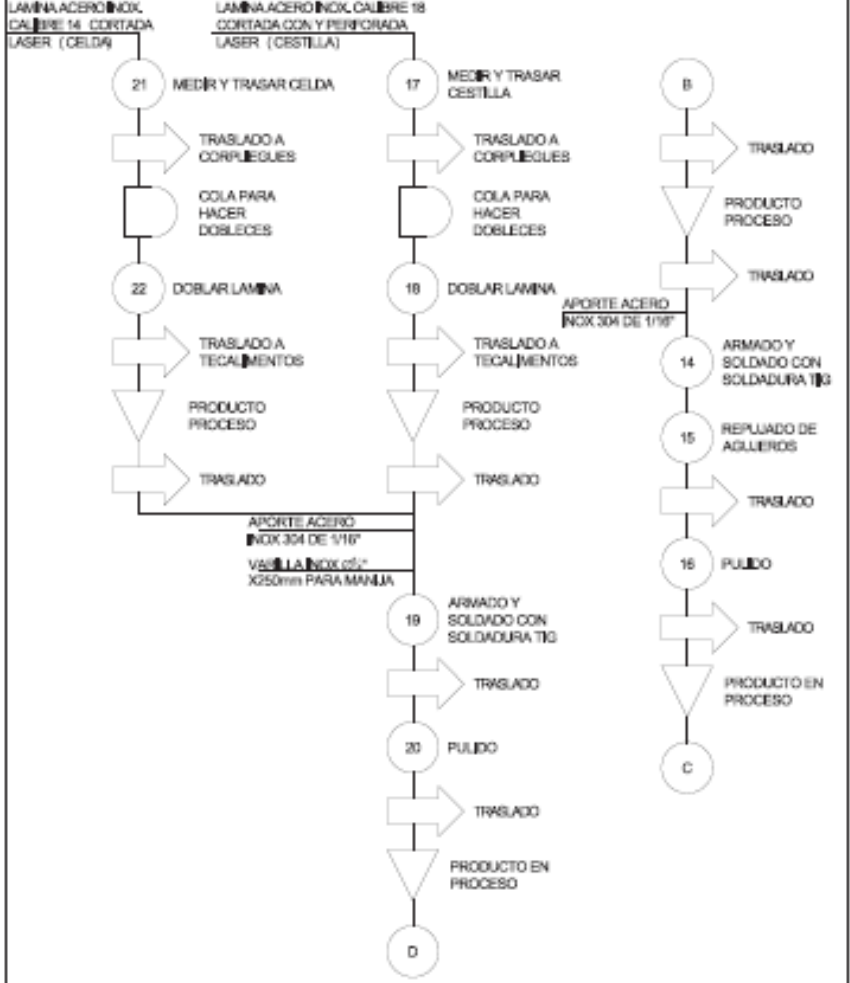 LAMINA ACERO INOX.
CALIBRE 14 CORTADA
LASER (CELDA)
21
MEDIR Y TRASAR CELDA
TRASLADO A
CORPLIEGUES
COLA PARA
HACER
DOBLECES
22
DOBLAR LAMINA
TRASLADO A
TECALIMENTOS
PRODUCTO
PROCESO
TRASLADO
LAMINA ACERO INOX. CALIBRE 18
CORTADA CON Y PERFORADA
LASER (CESTILLA)
17
MEDIR Y TRASAR
CESTILLA
TRASLADO A
CORPLIEGUES
COLA PARA
HACER
DOBLECES
18
DOBLAR LAMINA
TRASLADO A
TECALIMENTOS
PRODUCTO
PROCESO
TRASLADO
APORTE ACERO
INOX 304 DE 1/16"
VARILLA INOX
X250mm PARA MANIJA
19
ARMADO Y
SOLDADO CON
SOLDADURA TIG
TRASLADO
20
PULIDO
TRASLADO
PRODUCTO EN
PROCESO
D
B
TRASLADO
PRODUCTO
PROCESO
TRASLADO
APORTE ACERO
INOX 304 DE 1/16"
14
ARMADO Y
SOLDADO CON
SOLDADURA TIG
15
REPUJADO DE
AGUJEROS
TRASLADO
16
PULIDO
TRASLADO
PRODUCTO EN
PROCESO
C